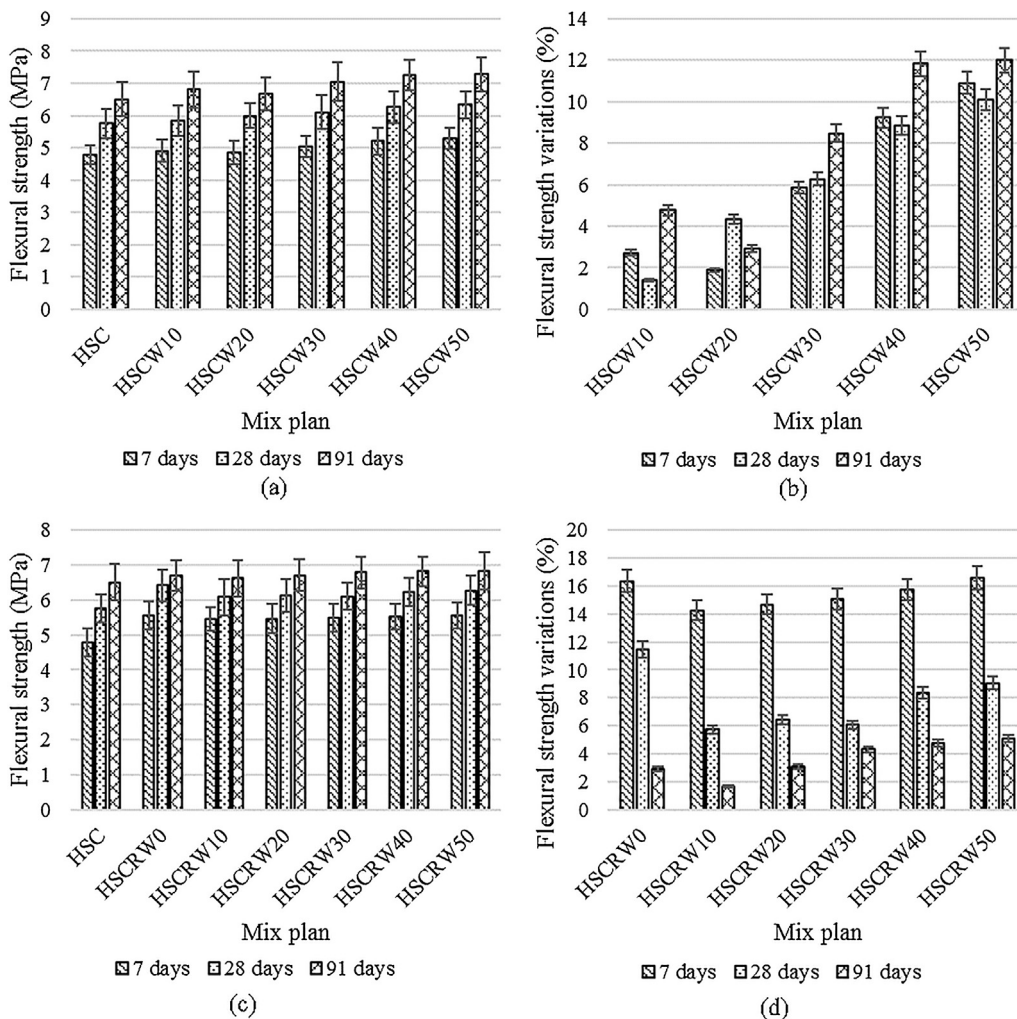 Flexural strength (MPa)
9
8
7
6
5
4
3
2
1
0
HSC
HSCW10
HSCW20
HSCW30
HSCW40
HSCW50
Mix plan
7 days 28 days 91 days
(a)
Flexural strength variations (%)
14
12
10
8
6
4
2
0
HSCW10
HSCW20
HSCW30
HSCW40
HSCW50
Mix plan
7 days 28 days 91 days
(b)
Flexural strength (MPa)
8
7
6
5
4
3
2
1
0
HSC
HSCRW0
HSCRW10
HSCRW20
HSCRW30
HSCRW40
HSCRW50
Mix plan
7 days 28 days 91 days
(c)
Flexural strength variations (%)
20
18
16
14
12
10
8
6
4
2
0
HSCRW0
HSCRW10
HSCRW20
HSCRW30
HSCRW40
HSCRW50
Mix plan
7 days 28 days 91 days
(d)